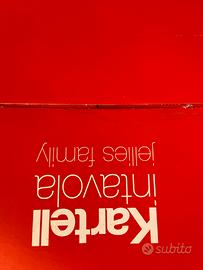 Kartell
intavola
jellies family
subito